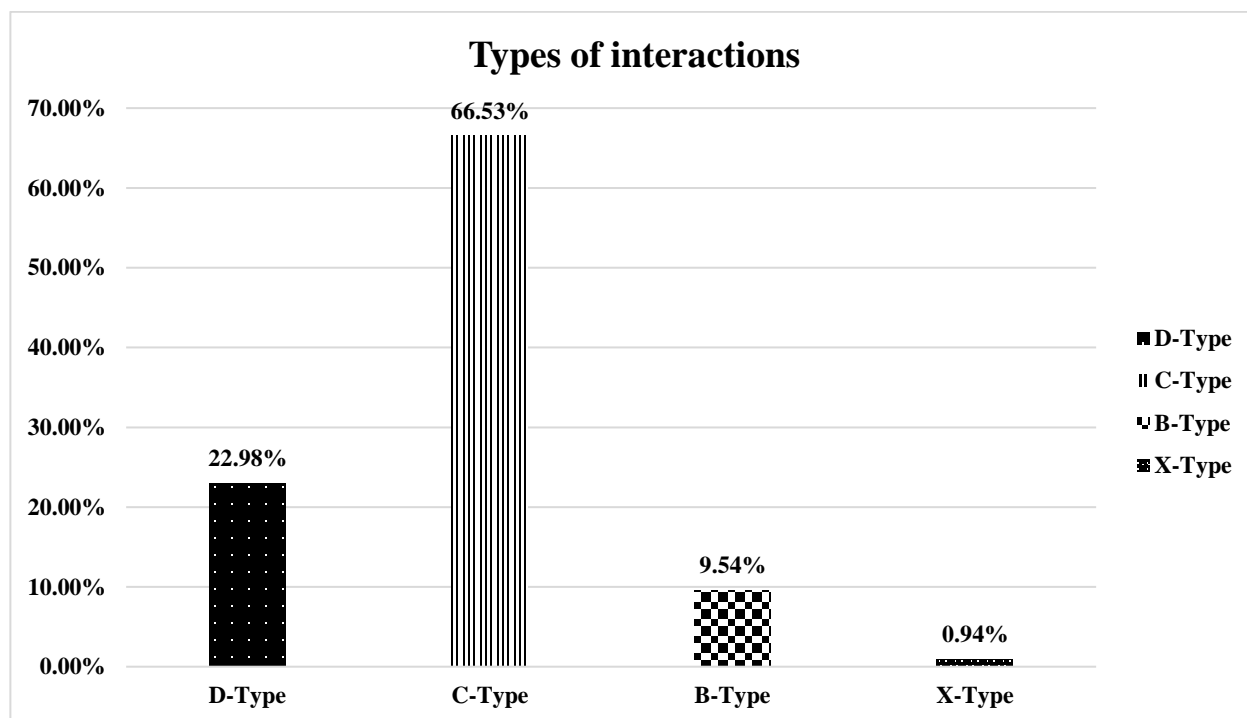 Types of interactions
70.00%
60.00%
50.00%
40.00%
30.00%
20.00%
10.00%
0.00%
22.98%
66.53%
9.54%
0.94%
D-Type
C-Type
B-Type
X-Type
D-Type
C-Type
B-Type
X-Type